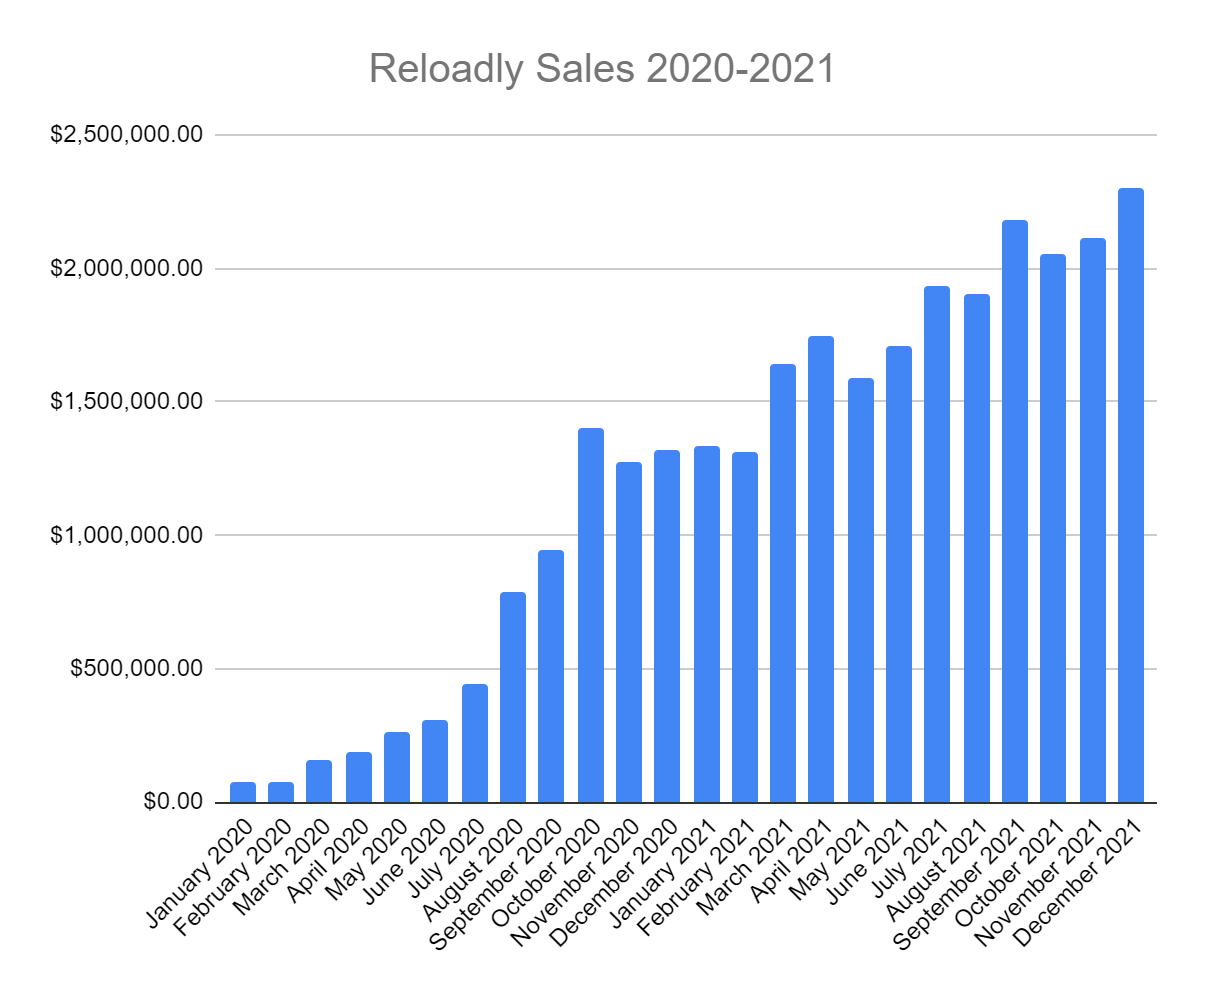 Reloadly Sales 2020-2021
$2,500,000.00
$2,000,000.00
$1,500,000.00
$1,000,000.00
$500,000.00
$0.00
January 2020
February 2020
March 2020
April 2020
May 2020
June 2020
July 2020
August 2020
September 2020
October 2020
November 2020
December 2020
January 2021
February 2021
March 2021
April 2021
May 2021
June 2021
July 2021
August 2021
September 2021
October 2021
November 2021
December 2021